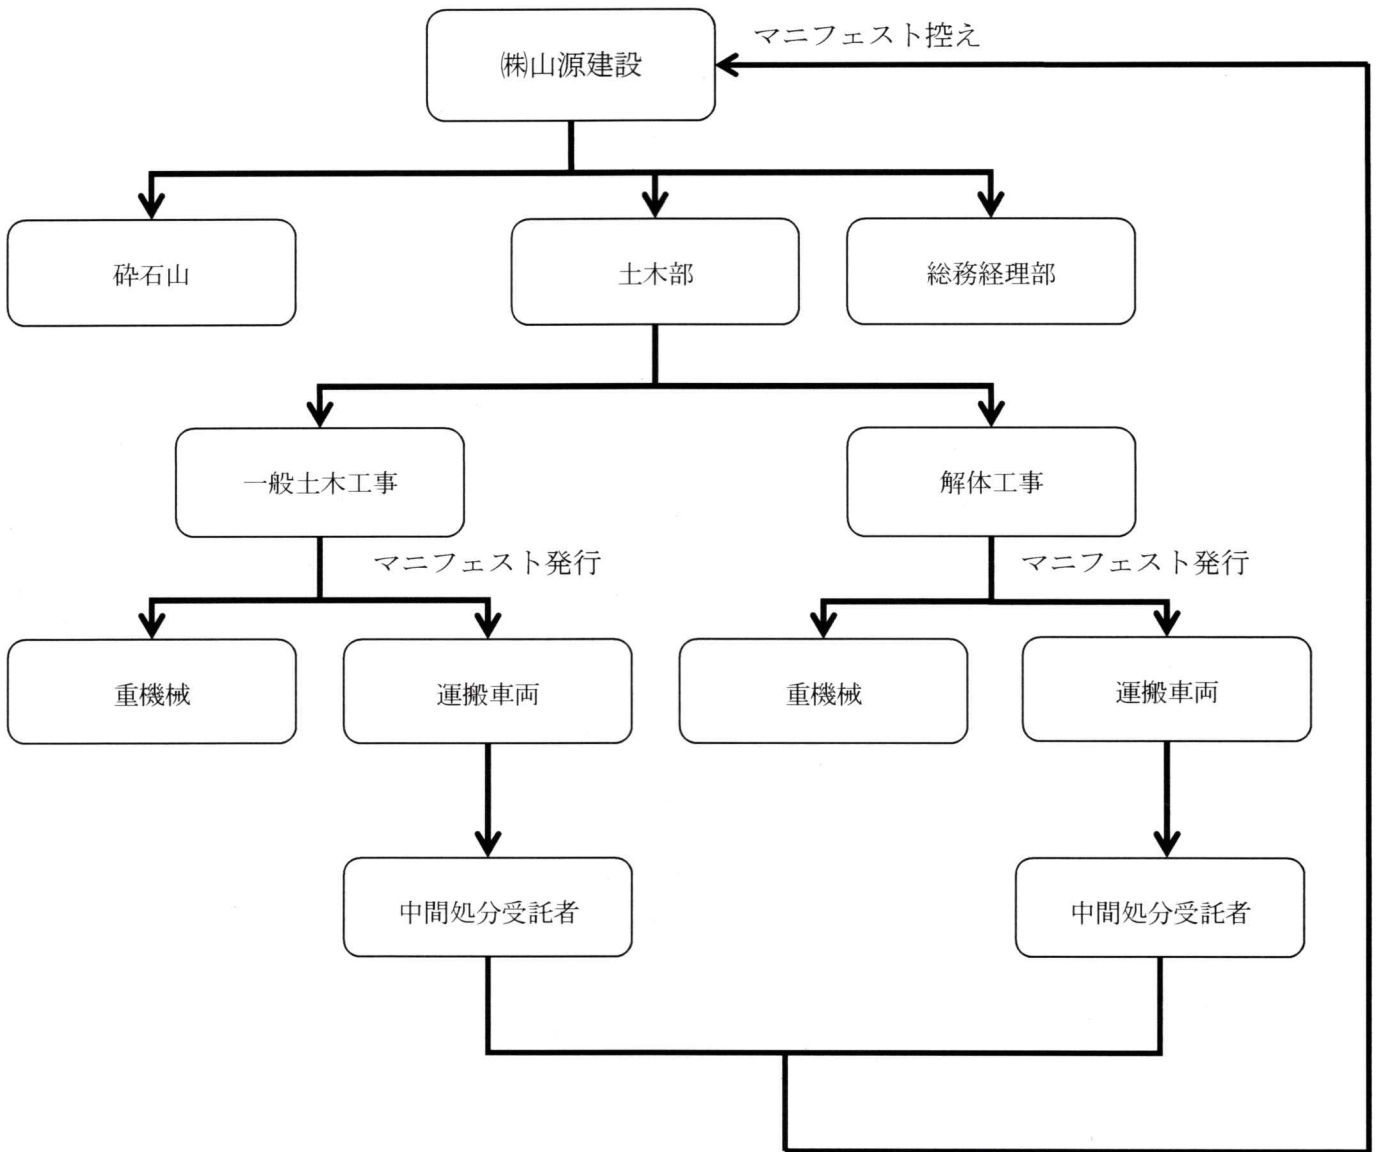 ㈱山源建設
マニフェスト控え
砕石山
土木部
総務経理部
一般土木工事
解体工事
マニフェスト発行
マニフェスト発行
重機械
運搬車両
重機械
運搬車両
中間処分受託者
中間処分受託者